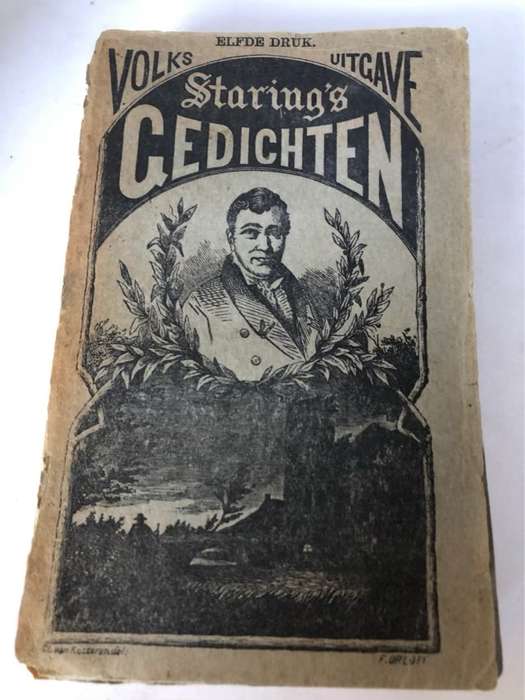 ELFDE DRUK.
VOLKS UITGAVE
Staring's
GEDICHTEN